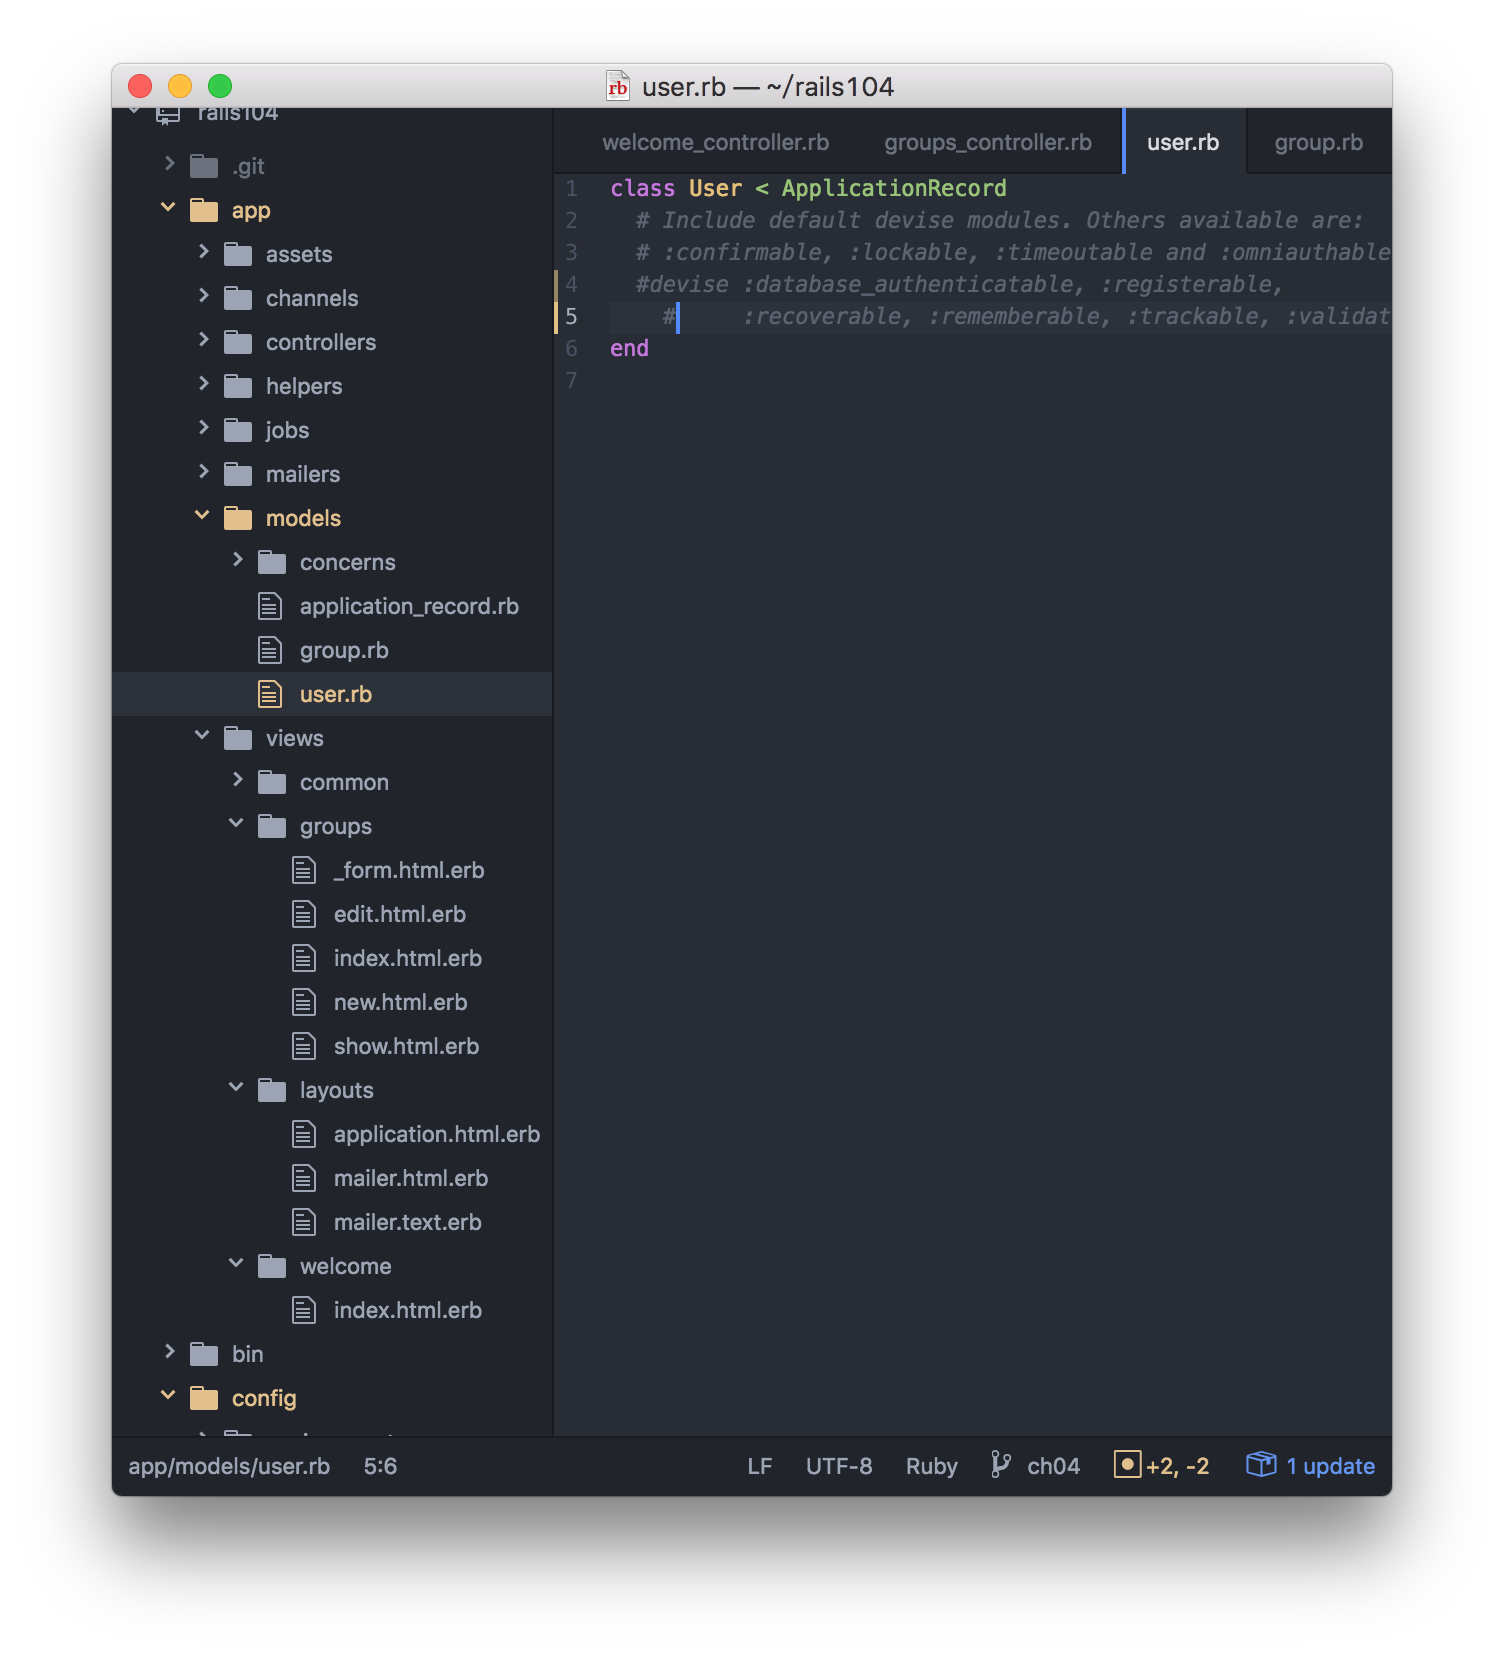 rb user.rb — ~/rails104
rails104
.git
app
assets
channels
controllers
helpers
jobs
mailers
models
concerns
application_record.rb
group.rb
user.rb
views
common
groups
_form.html.erb
edit.html.erb
index.html.erb
new.html.erb
show.html.erb
layouts
application.html.erb
mailer.html.erb
mailer.text.erb
welcome
index.html.erb
bin
config
welcome_controller.rb groups_controller.rb user.rb group.rb
1 class User < ApplicationRecord
2 # Include default devise modules. Others available are:
3 # :confirmable, :lockable, :timeoutable and :omniauthable
4 #devise :database_authenticatable, :registerable,
5 # :recoverable, :rememberable, :trackable, :validat
6 end
7
app/models/user.rb 5:6 LF UTF-8 Ruby ch04 +2, -2 1 update